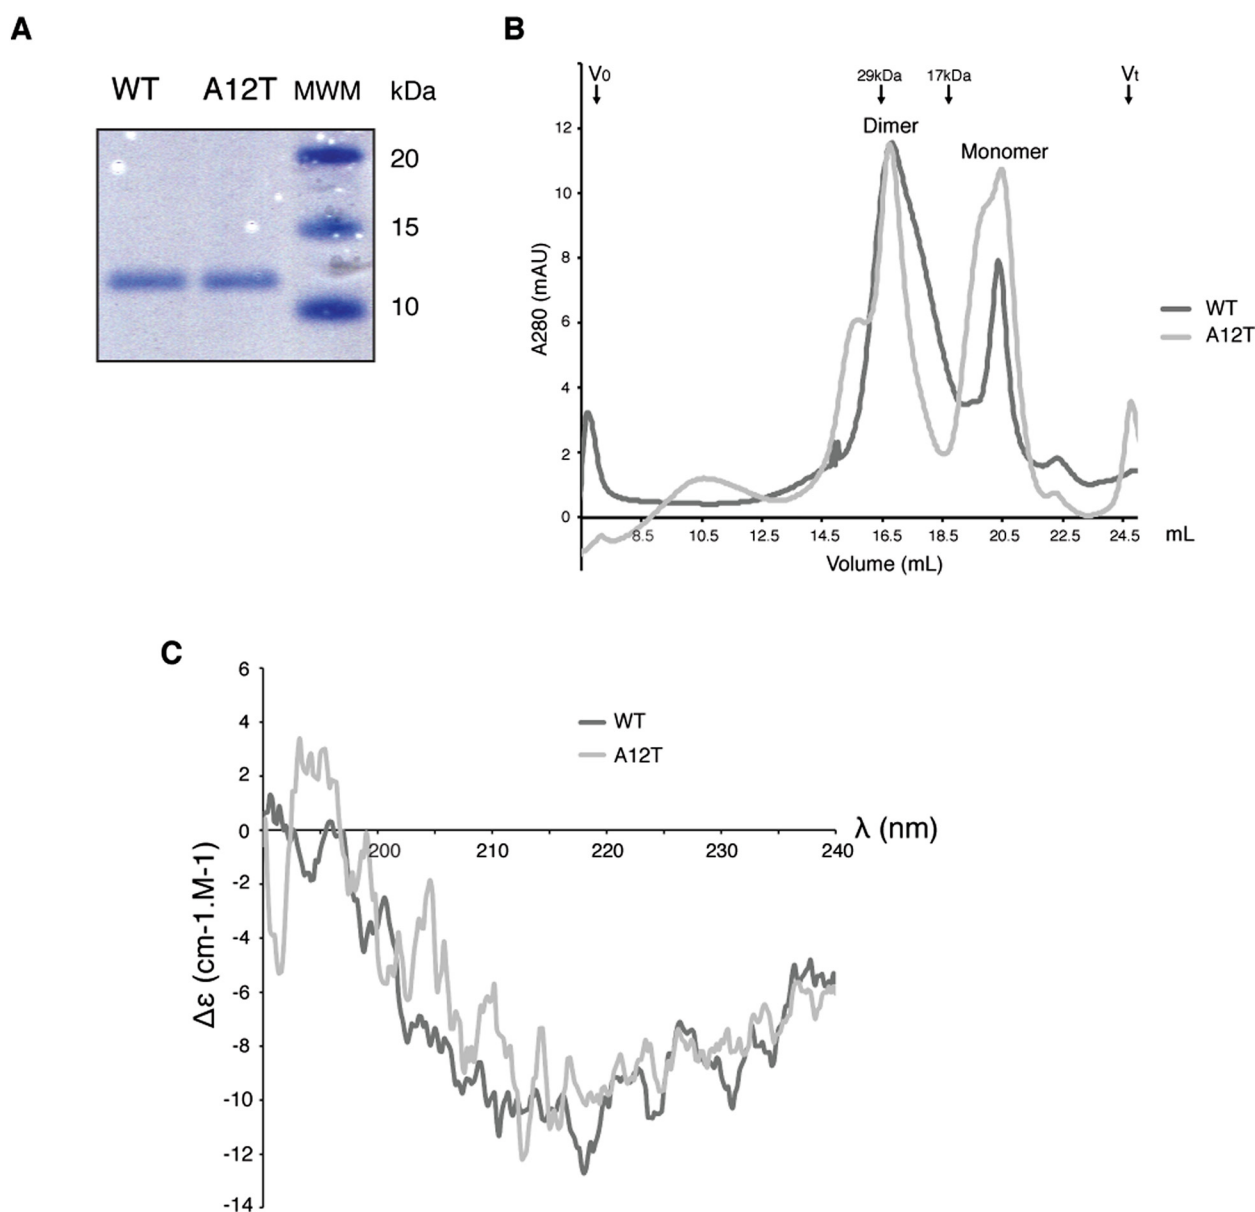 A
WT A12T MWM kDa
20
15
10
B
V0 29kDa 17kDa Vt
Dimer
Monomer
12
10
8
6
4
2
0
A280 (mAU)
8.5 10.5 12.5 14.5 16.5 18.5 20.5 22.5 24.5 mL
Volume (mL)
WT
A12T
C
6
4
2
0
-2
-4
-6
-8
-10
-12
-14
Δε (cm-1.M-1)
WT
A12T
λ (nm)
200 210 220 230 240